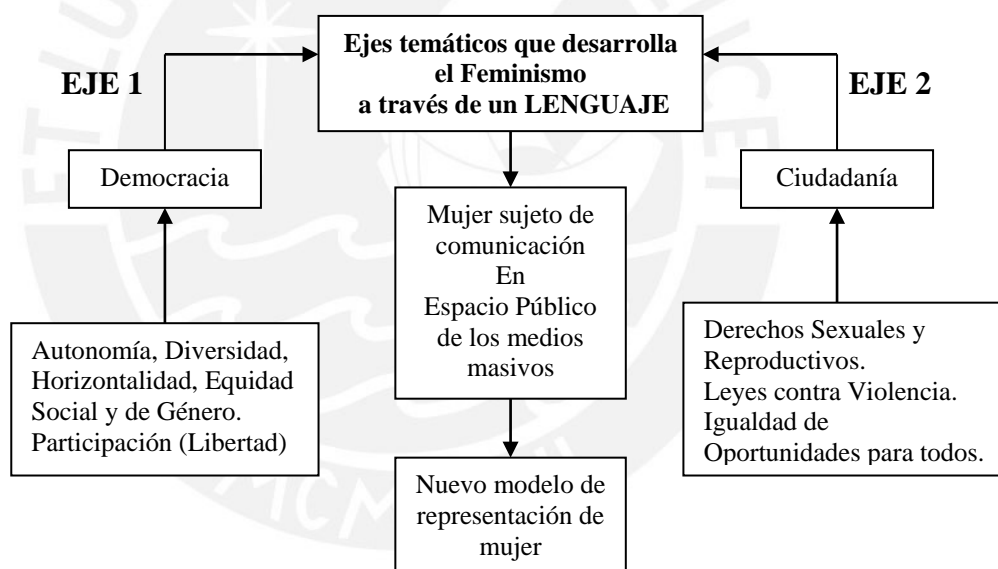 Ejes temáticos que desarrolla
el Feminismo
a través de un LENGUAJE
EJE 1
EJE 2
Democracia
Ciudadanía
Mujer sujeto de
comunicación
En
Espacio Público
de los medios
masivos
Autonomía, Diversidad,
Horizontalidad, Equidad
Social y de Género.
Participación (Libertad)
Derechos Sexuales y
Reproductivos.
Leyes contra Violencia.
Igualdad de
Oportunidades para todos.
Nuevo modelo de
representación de
mujer